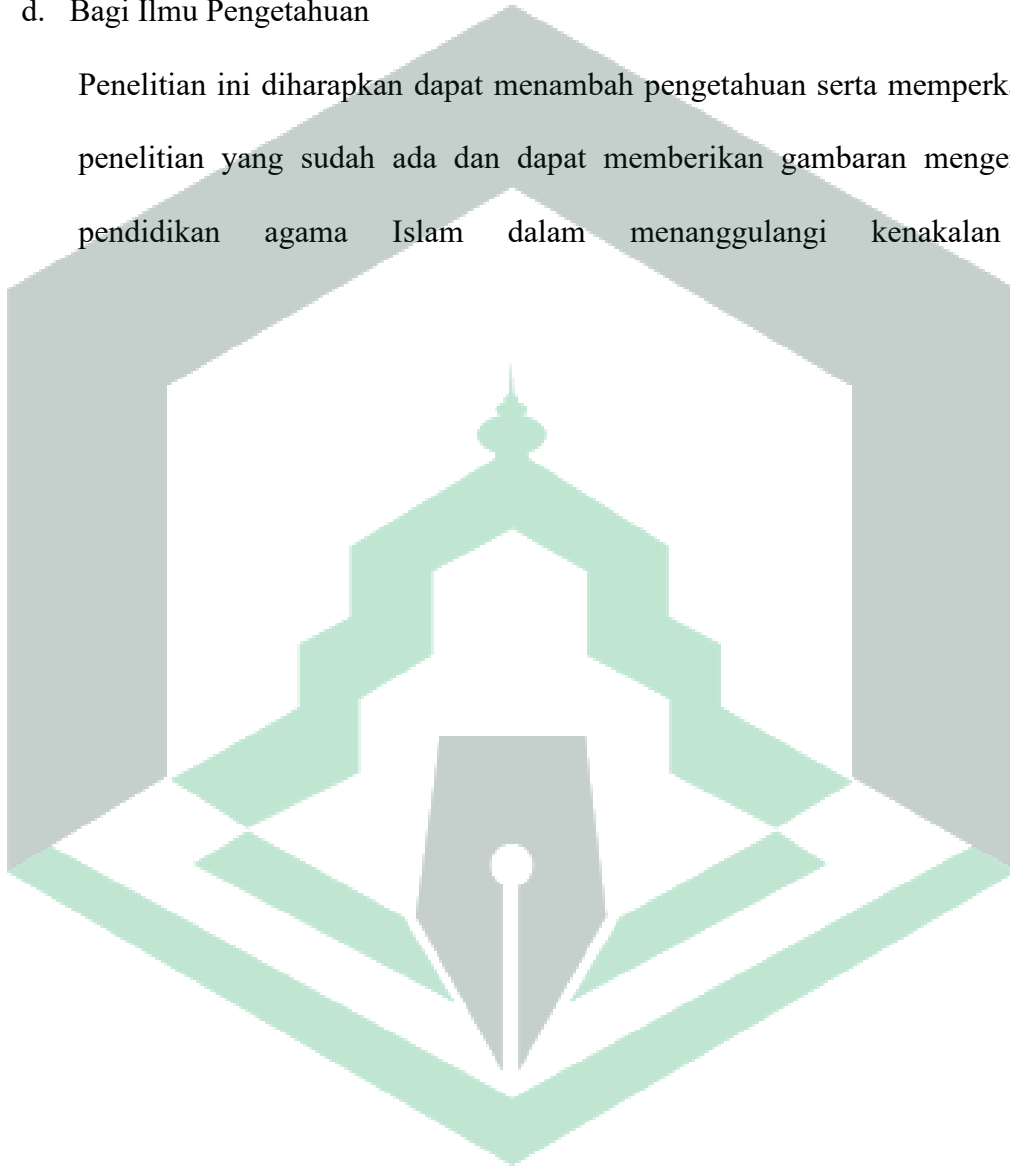 d. Bagi Ilmu Pengetahuan
Penelitian ini diharapkan dapat menambah pengetahuan serta
penelitian yang sudah ada dan dapat memberikan gambaran
pendidikan agama Islam dalam menanggulangi kenakalan